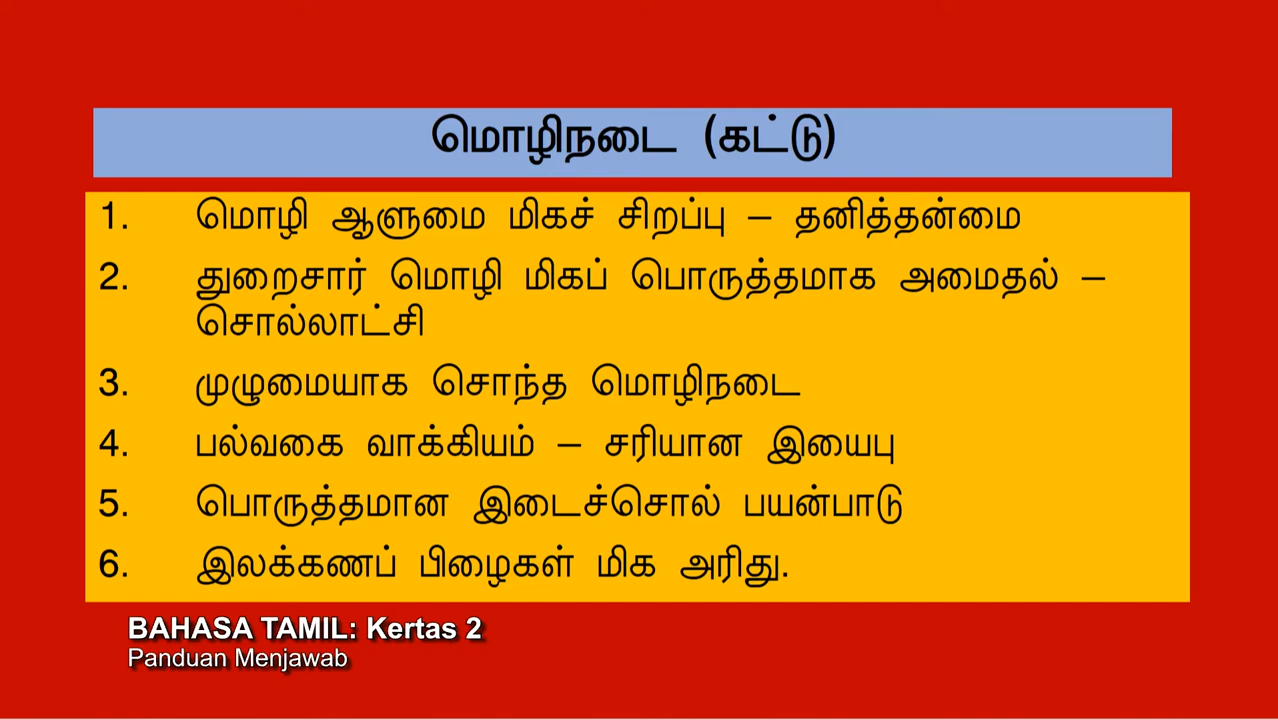 மொழிநடை (கட்டு)
1. மொழி ஆளுமை மிகச் சிறப்பு – தனித்தன்மை
2. துறைசார் மொழி மிகப் பொருத்தமாக அமைதல் –
சொல்லாட்சி
3. முழுமையாக சொந்த மொழிநடை
4. பல்வகை வாக்கியம் – சரியான இயைபு
5. பொருத்தமான இடைச்சொல் பயன்பாடு
6. இலக்கணப் பிழைகள் மிக அரிது.
BAHASA TAMIL: Kertas 2
Panduan Menjawab